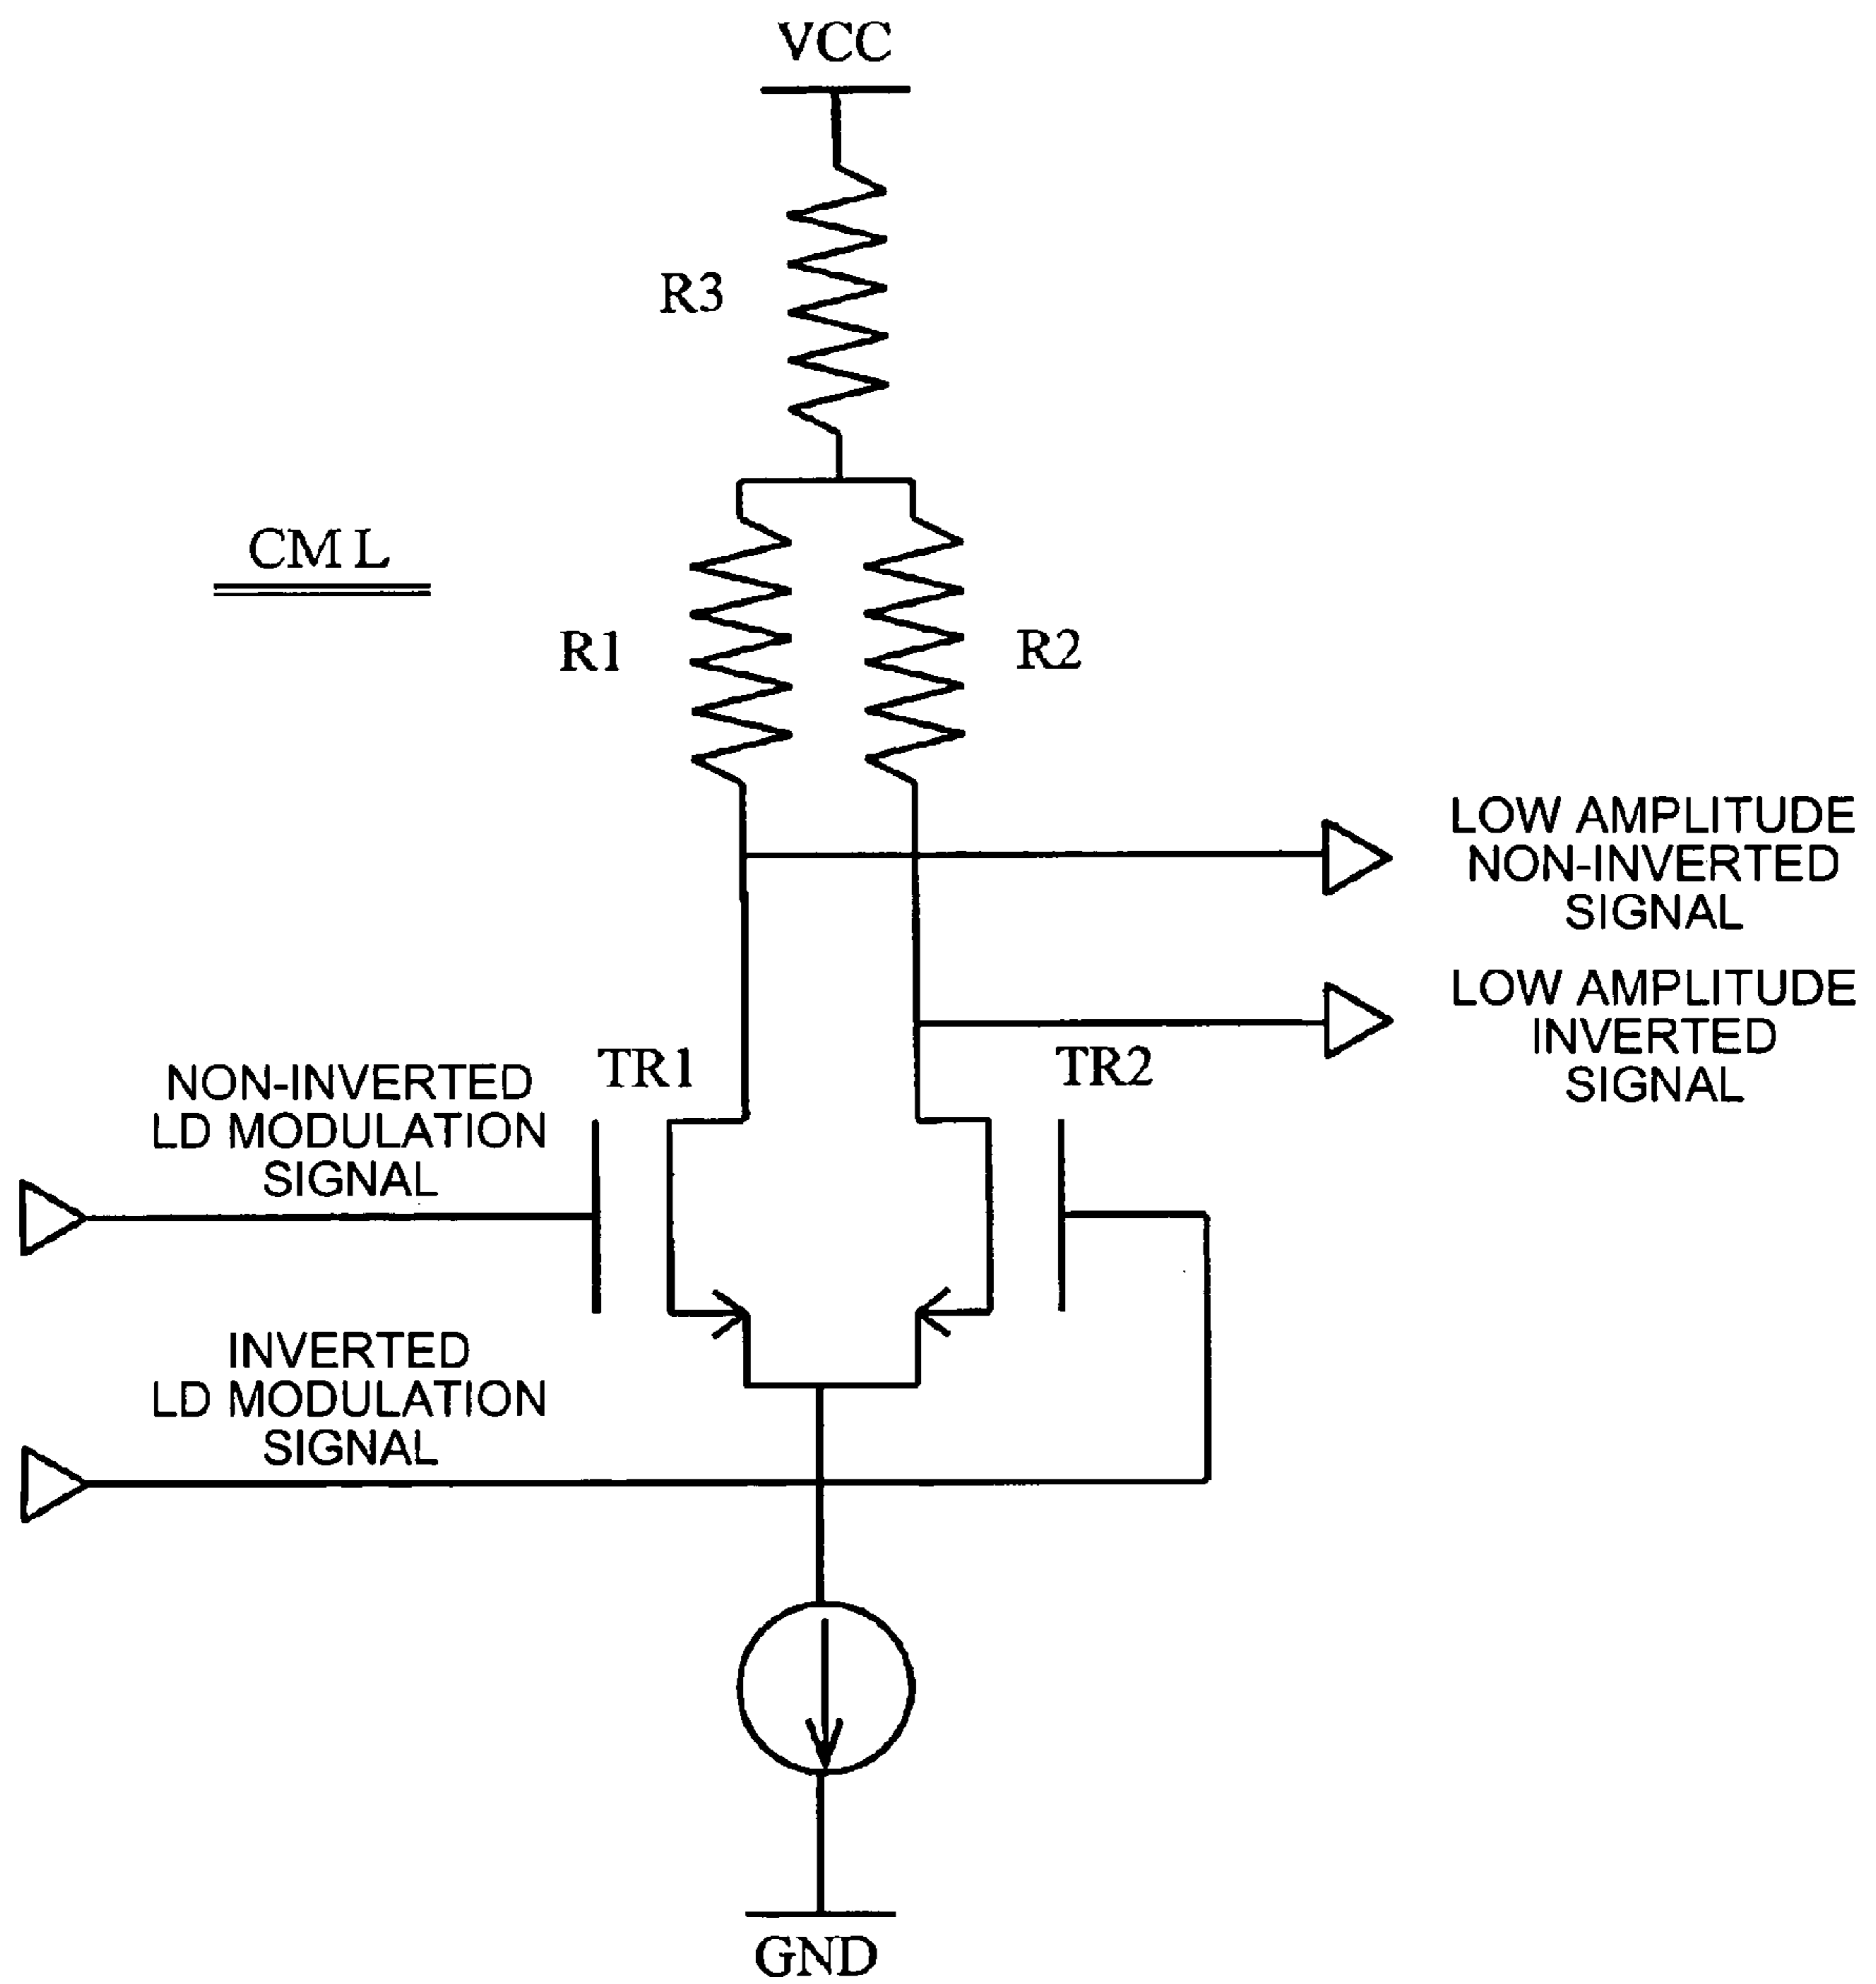 VCC
R3
CML
R1
R2
LOW AMPLITUDE
NON-INVERTED
SIGNAL
LOW AMPLITUDE
INVERTED
SIGNAL
TR1
TR2
NON-INVERTED
LD MODULATION
SIGNAL
INVERTED
LD MODULATION
SIGNAL
GND